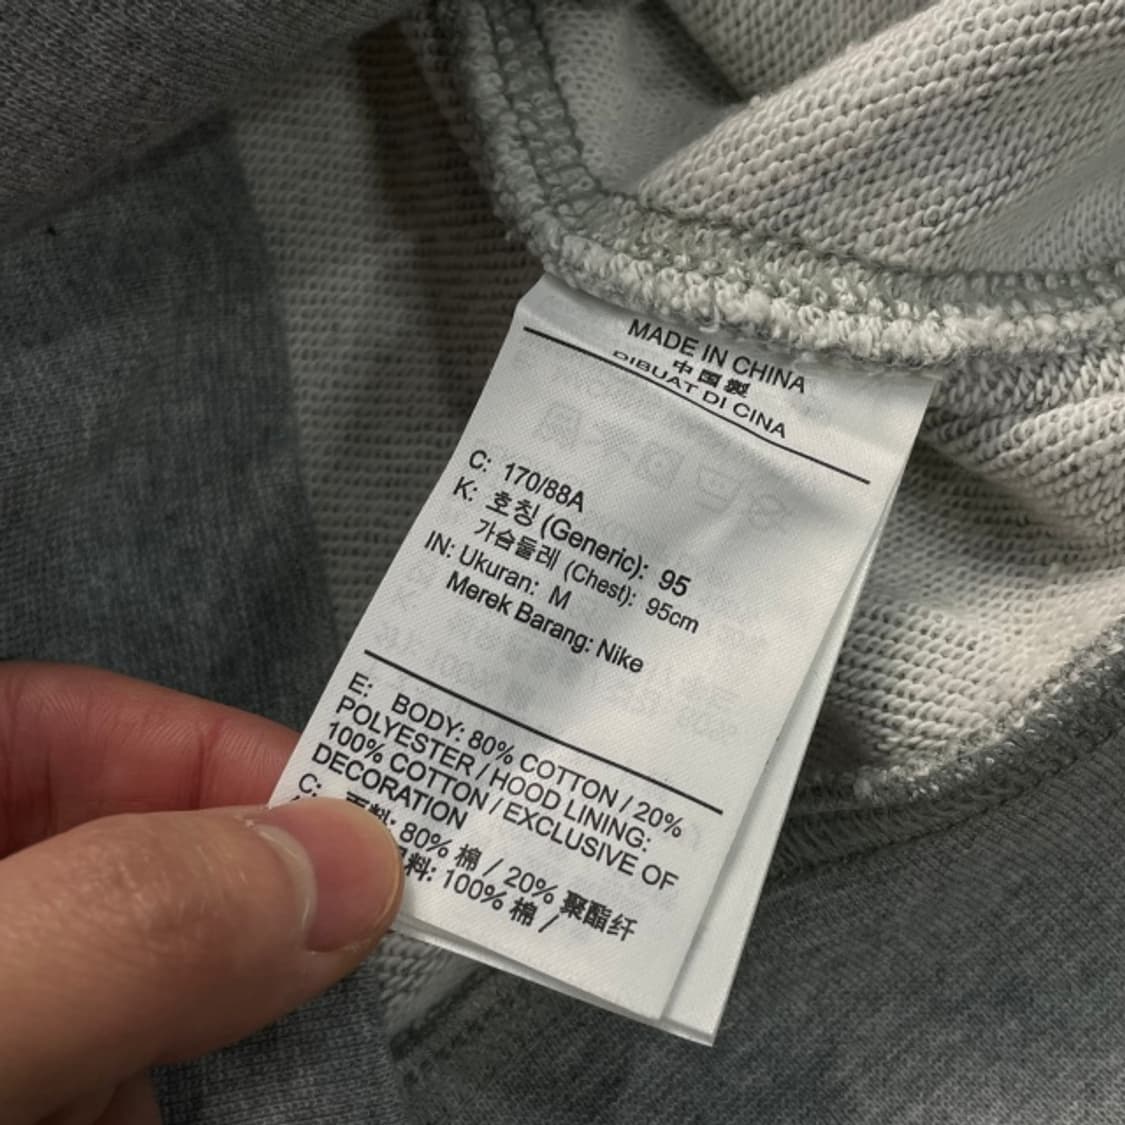 MADE IN CHINA
中国製
DIBUAT DI CINA
C: 170/88A
K: 호칭 (Generic): 95
가슴둘레 (Chest): 95cm
IN: Ukuran: M
Merek Barang: Nike
E: BODY: 80% COTTON / 20%
POLYESTER / HOOD LINING:
100% COTTON / EXCLUSIVE OF
DECORATION
C: 面料: 80% 棉 / 20% 聚酯纤
料: 100% 棉 /